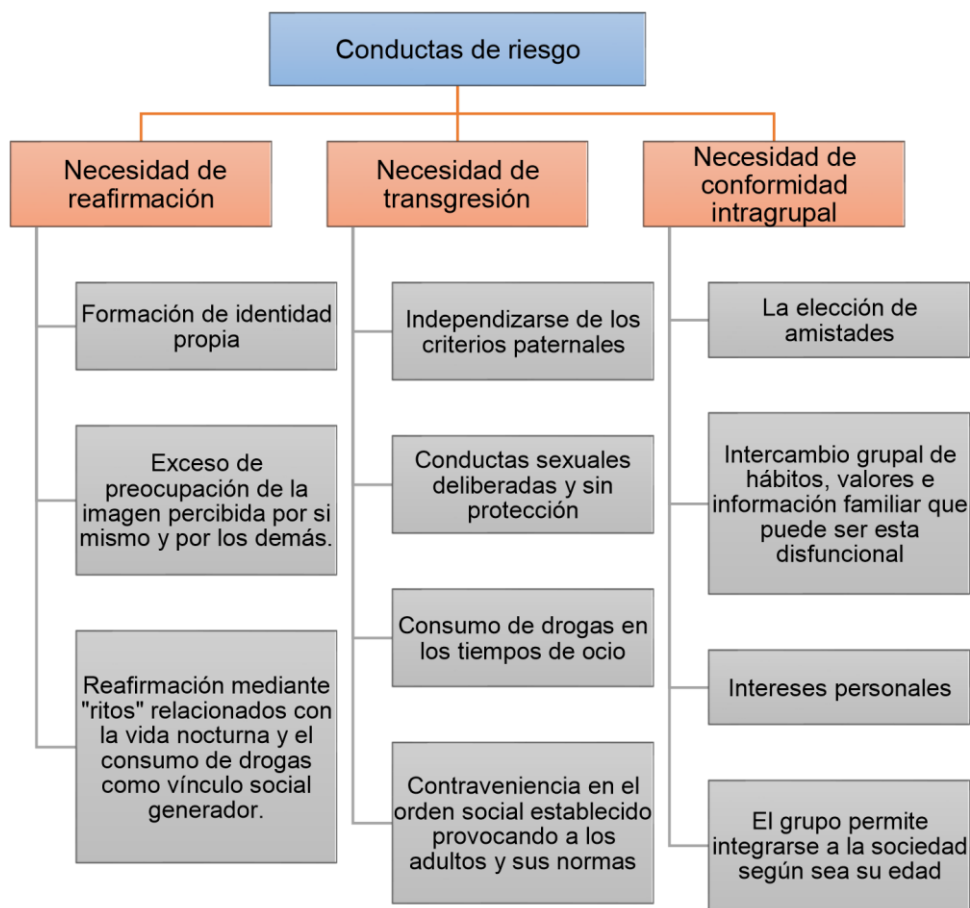 Conductas de riesgo
Necesidad de
reafirmación
Formación de identidad
propia
Exceso de
preocupación de la
imagen percibida por si
mismo y por los demás.
Reafirmación mediante
"ritos" relacionados con
la vida nocturna y el
consumo de drogas
como vínculo social
generador.
Necesidad de
transgresión
Independizarse de los
criterios paternales
Conductas sexuales
deliberadas y sin
protección
Consumo de drogas en
los tiempos de ocio
Contraveniencia en el
orden social establecido
provocando a los
adultos y sus normas
Necesidad de
conformidad
intragrupal
La elección de
amistades
Intercambio grupal de
hábitos, valores e
información familiar que
puede ser esta
disfuncional
Intereses personales
El grupo permite
integrarse a la sociedad
según sea su edad